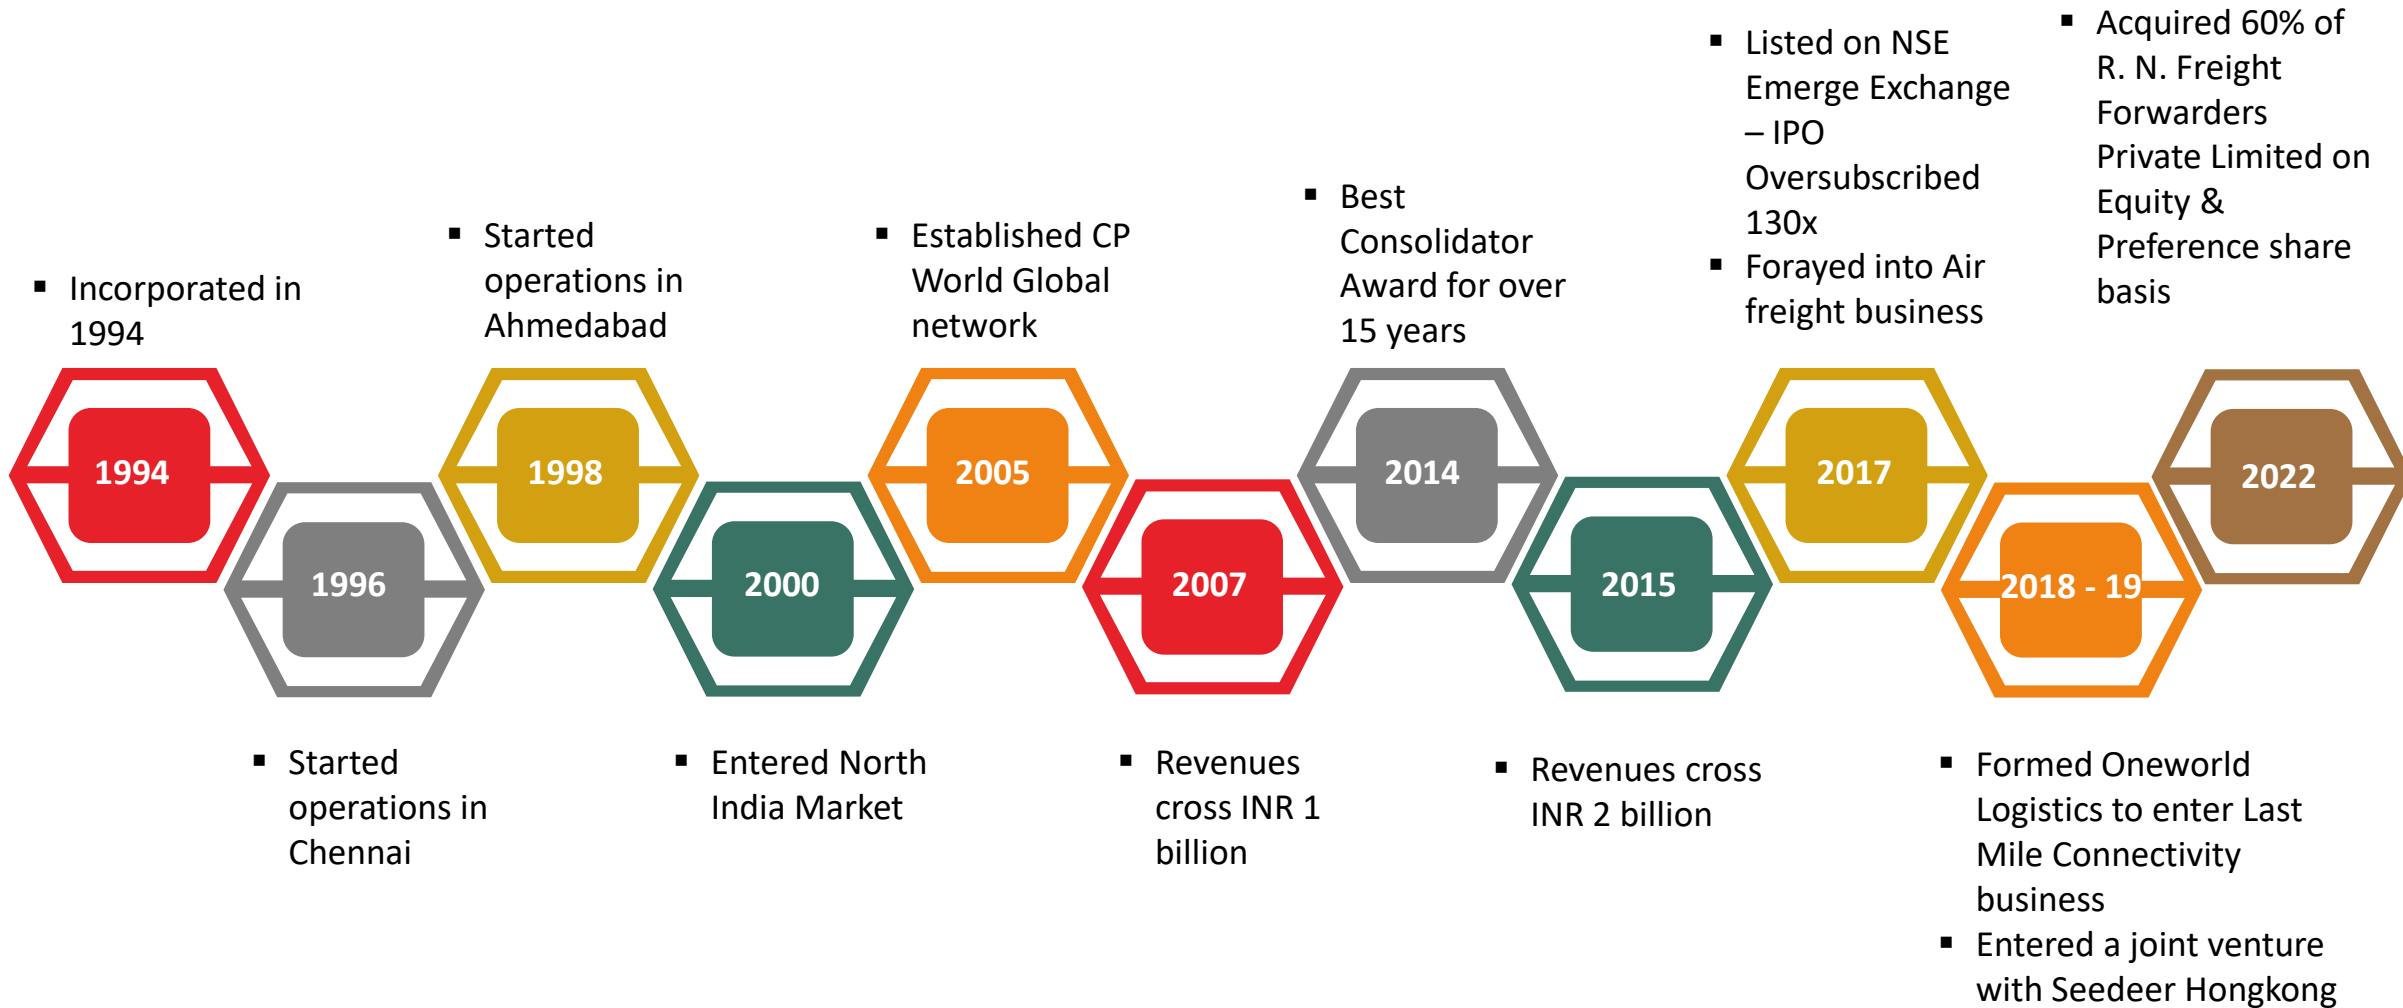 ▪ Incorporated in
1994
▪ Started
operations in
Ahmedabad
▪ Established CP
World Global
network
▪ Best
Consolidator
Award for over
15 years
▪ Listed on NSE
Emerge Exchange
– IPO
Oversubscribed
130x
▪ Forayed into Air
freight business
▪ Acquired 60% of
R. N. Freight
Forwarders
Private Limited on
Equity &
Preference share
basis
1994
1996
1998
2000
2005
2007
2014
2015
2017
2018 - 19
2022
▪ Started
operations in
Chennai
▪ Entered North
India Market
▪ Revenues
cross INR 1
billion
▪ Revenues cross
INR 2 billion
▪ Formed Oneworld
Logistics to enter Last
Mile Connectivity
business
▪ Entered a joint venture
with Seedeer Hongkong